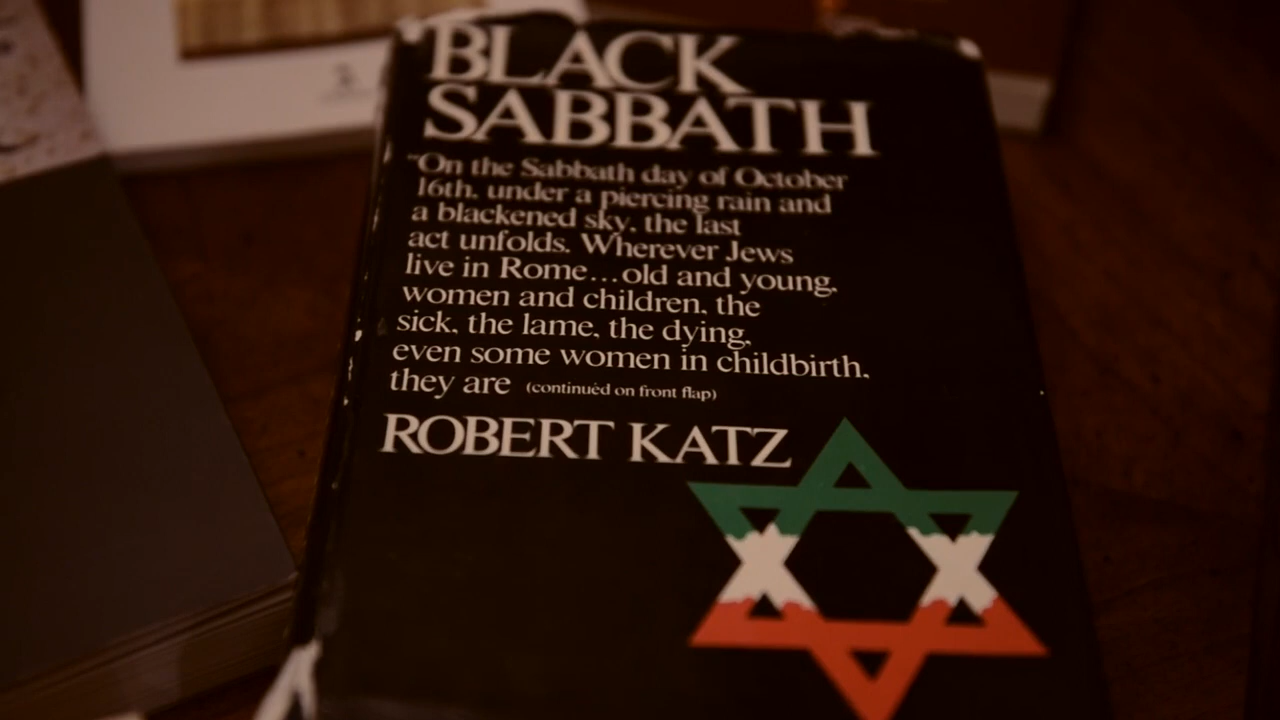 BLACK
SABBATH
"On the Sabbath day of October
16th, under a piercing rain and
a blackened sky, the last
act unfolds. Wherever Jews
live in Rome...old and young,
women and children, the
sick, the lame, the dying,
even some women in childbirth,
they are (continued on front flap)
ROBERT KATZ